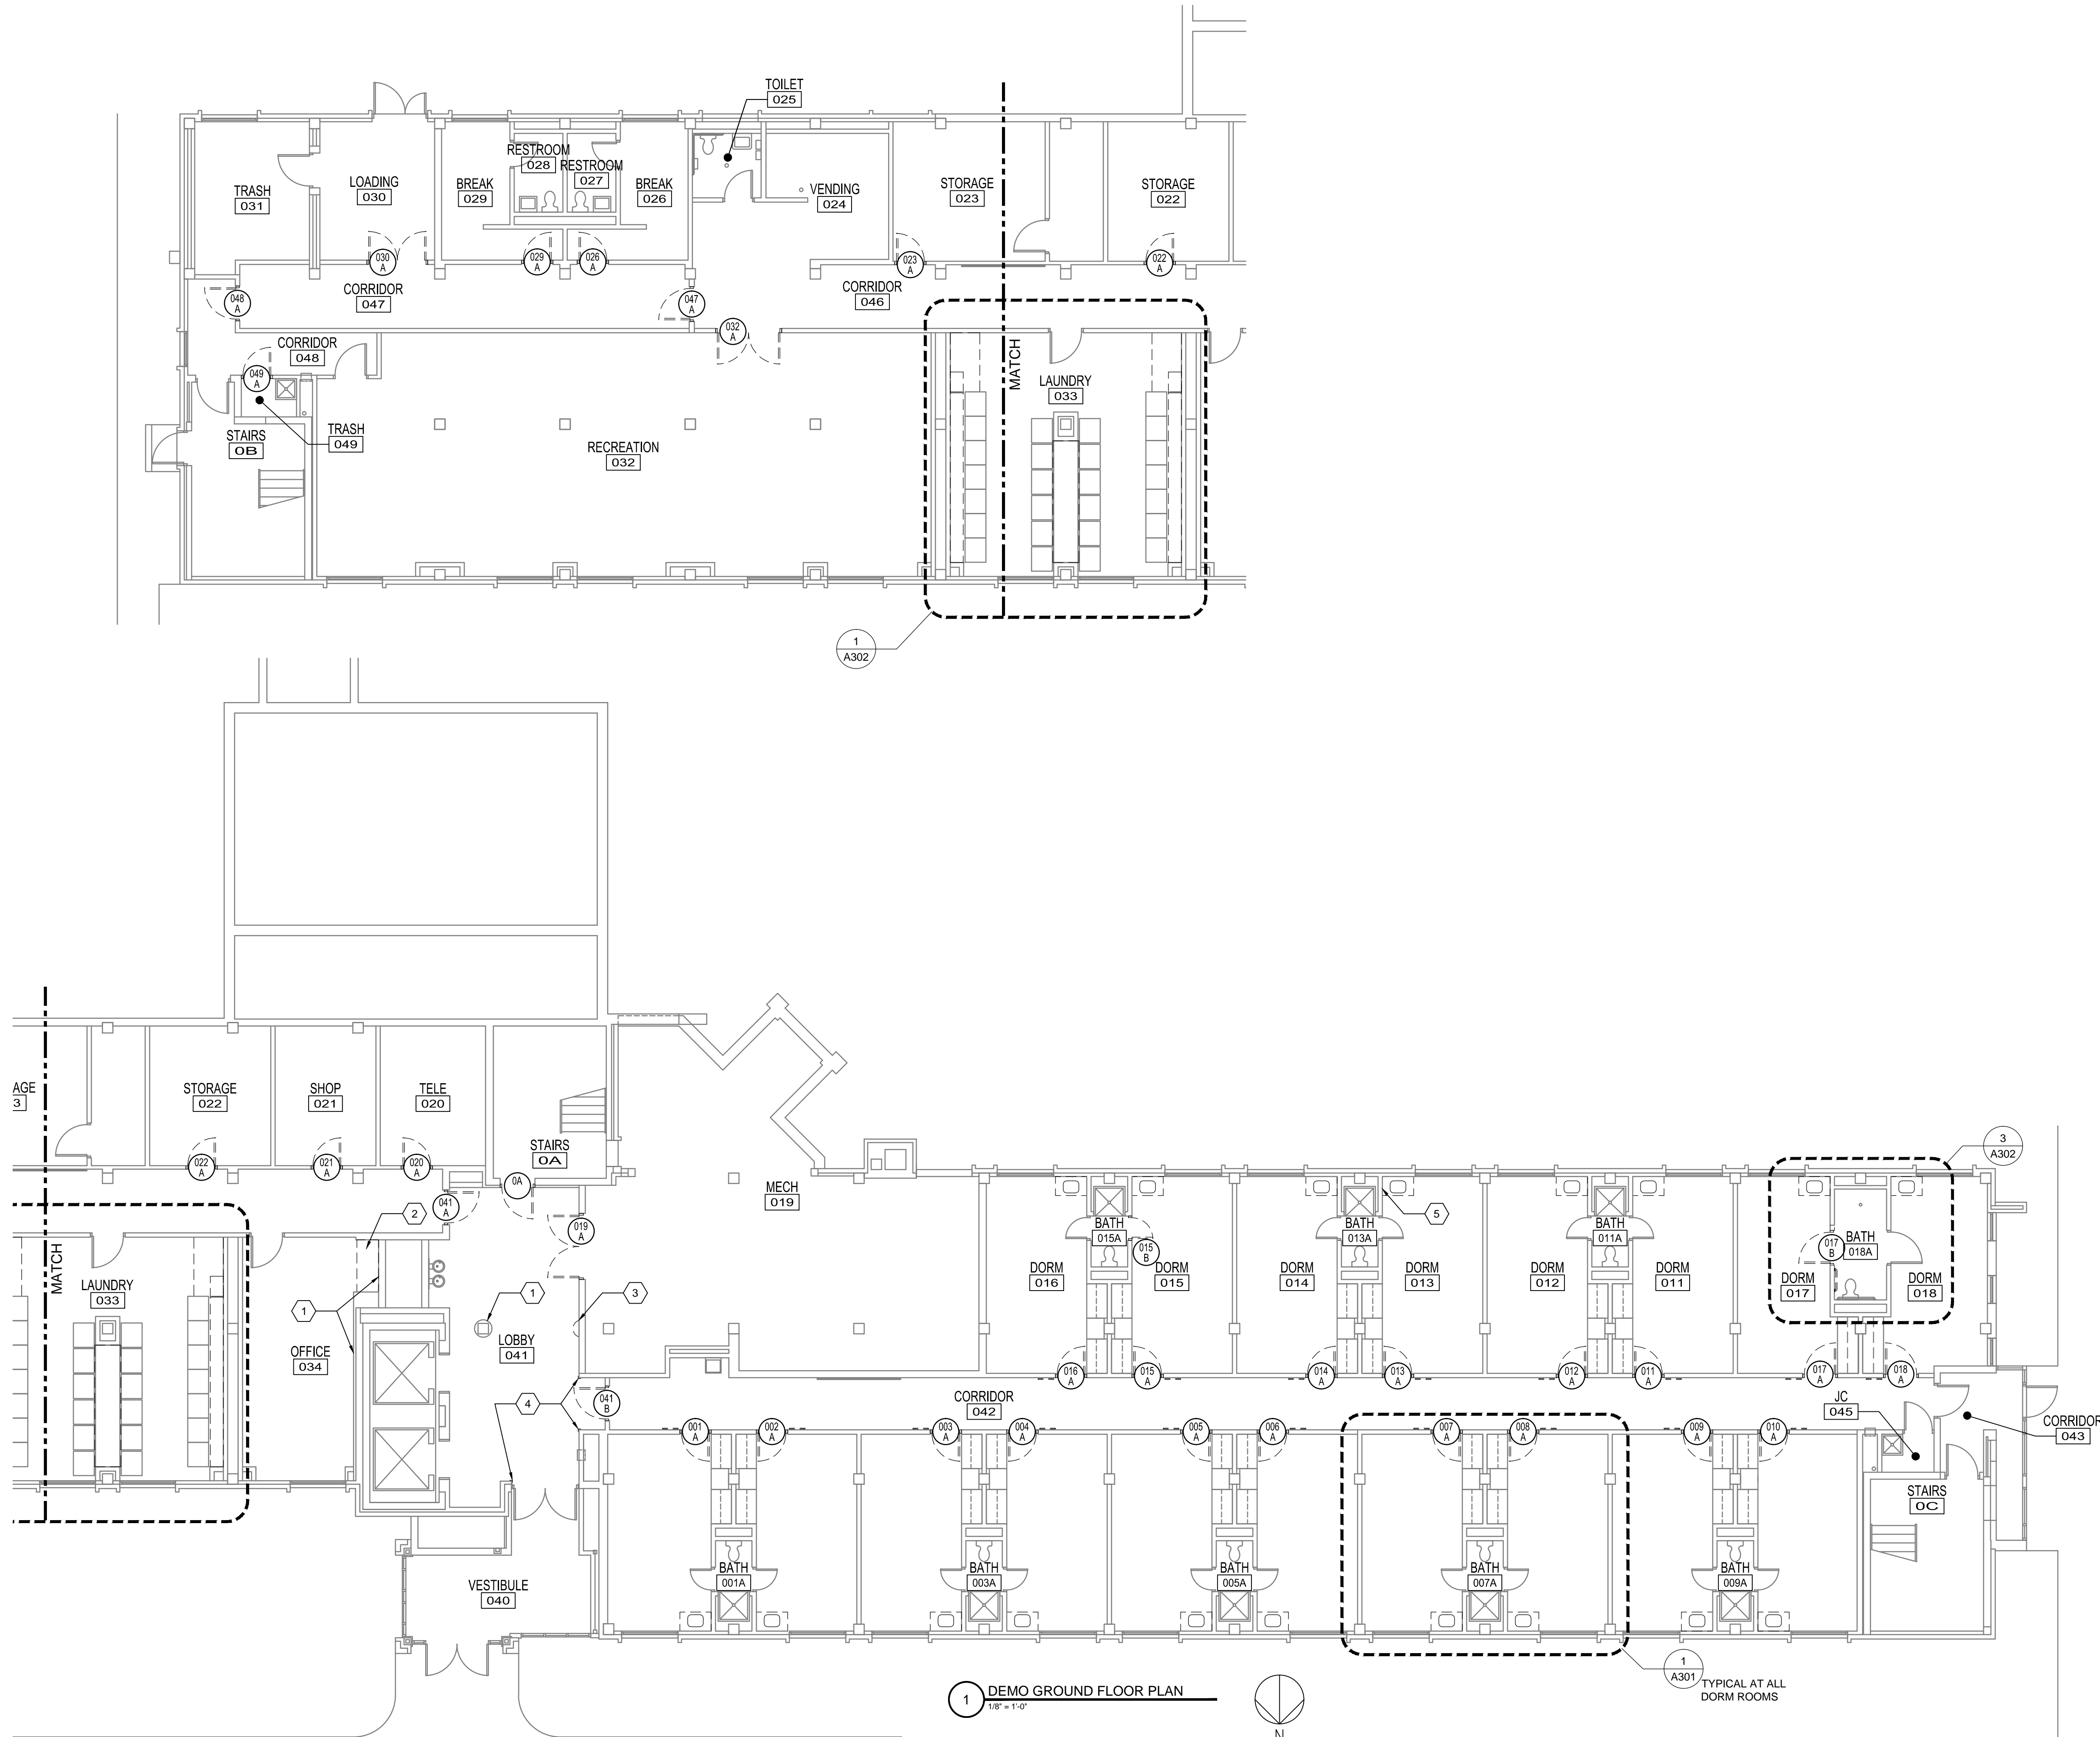 TOILET
025
RESTROOM
028
RESTROOM
027
TRASH
031
LOADING
030
BREAK
029
BREAK
026
VENDING
024
STORAGE
023
STORAGE
022
030
A
029
A
026
A
023
A
022
A
048
A
CORRIDOR
047
047
A
CORRIDOR
046
032
A
CORRIDOR
048
049
A
MATCH
LAUNDRY
033
STAIRS
0B
TRASH
049
RECREATION
032
1
A302
AGE
3
STORAGE
022
SHOP
021
TELE
020
STAIRS
0A
022
A
021
A
020
A
0A
041
A
2
019
A
MECH
019
3
A302
5
MATCH
LAUNDRY
033
1
1
3
OFFICE
034
LOBBY
041
BATH
015A
015
B
DORM
016
DORM
015
BATH
013A
DORM
014
DORM
013
BATH
011A
DORM
012
DORM
011
017
B
BATH
018A
DORM
017
DORM
018
016
A
015
A
014
A
013
A
012
A
011
A
017
A
018
A
4
041
B
CORRIDOR
042
JC
045
CORRIDOR
043
001
A
002
A
003
A
004
A
005
A
006
A
007
A
008
A
009
A
010
A
STAIRS
0C
VESTIBULE
040
BATH
001A
BATH
003A
BATH
005A
BATH
007A
BATH
009A
1
A301
TYPICAL AT ALL
DORM ROOMS
1
DEMO GROUND FLOOR PLAN
1/8" = 1'-0"
N